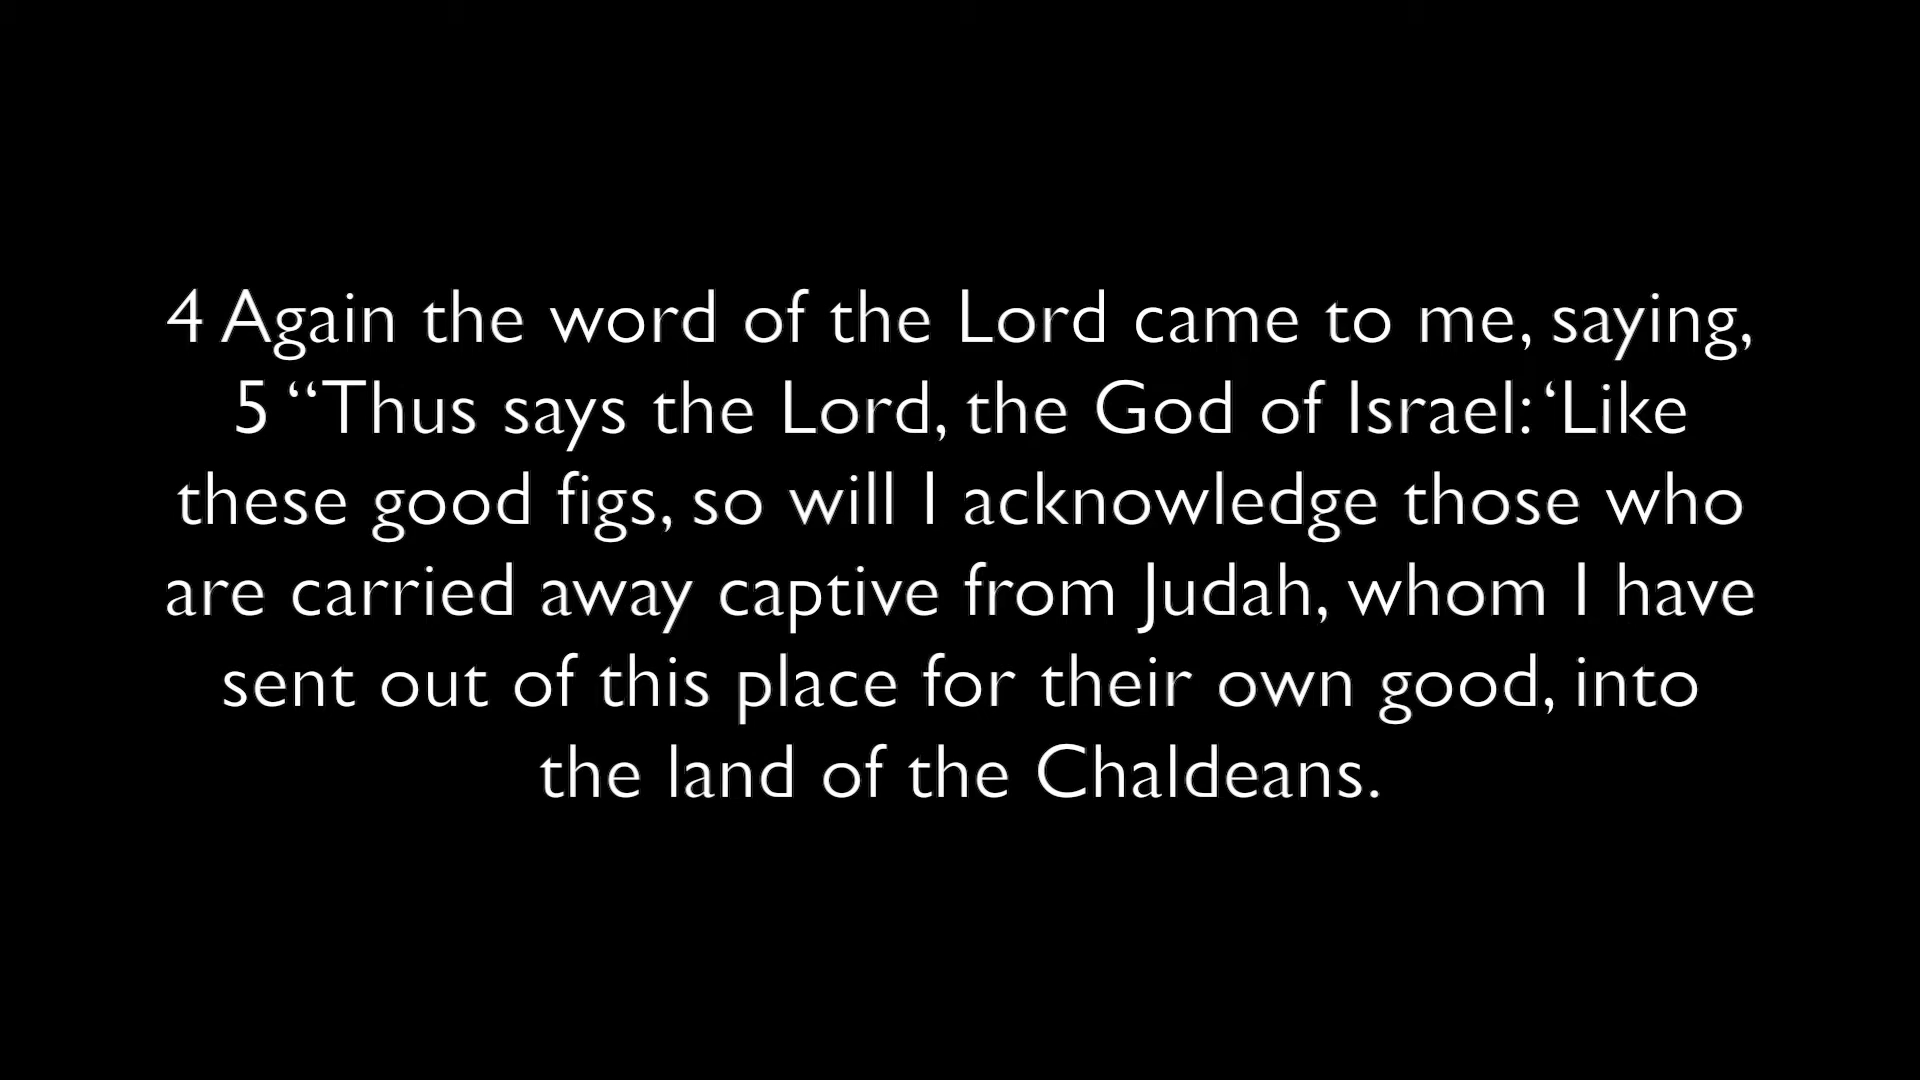 4 Again the word of the Lord came to me, saying,
5 “Thus says the Lord, the God of Israel: ‘Like
these good figs, so will I acknowledge those who
are carried away captive from Judah, whom I have
sent out of this place for their own good, into
the land of the Chaldeans.